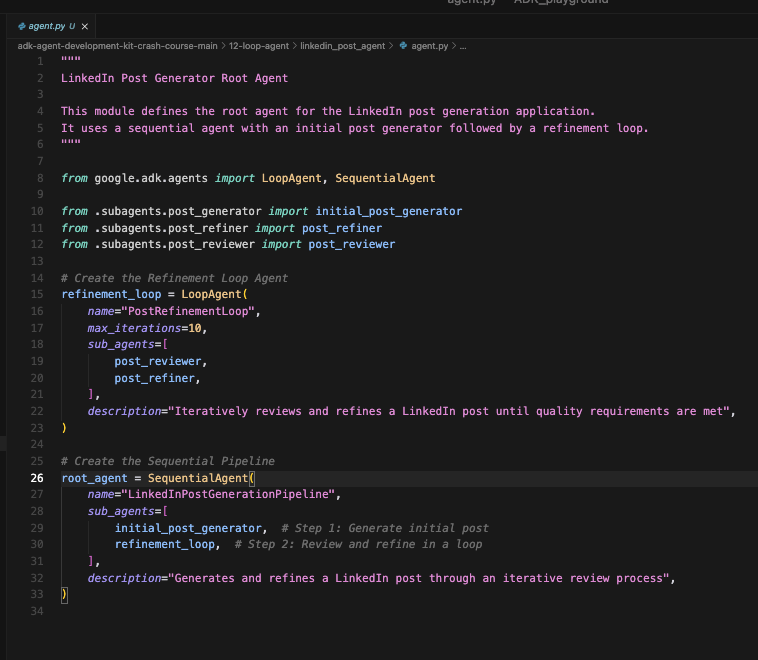 agent.py — ADK_playground
agent.py U ×
adk-agent-development-kit-crash-course-main > 12-loop-agent > linkedin_post_agent > agent.py > ...
1 """
2 LinkedIn Post Generator Root Agent
3
4 This module defines the root agent for the LinkedIn post generation application.
5 It uses a sequential agent with an initial post generator followed by a refinement loop.
6 """
7
8 from google.adk.agents import LoopAgent, SequentialAgent
9
10 from .subagents.post_generator import initial_post_generator
11 from .subagents.post_refiner import post_refiner
12 from .subagents.post_reviewer import post_reviewer
13
14 # Create the Refinement Loop Agent
15 refinement_loop = LoopAgent(
16     name="PostRefinementLoop",
17     max_iterations=10,
18     sub_agents=[
19         post_reviewer,
20         post_refiner,
21     ],
22     description="Iteratively reviews and refines a LinkedIn post until quality requirements are met",
23 )
24
25 # Create the Sequential Pipeline
26 root_agent = SequentialAgent(
27     name="LinkedInPostGenerationPipeline",
28     sub_agents=[
29         initial_post_generator,  # Step 1: Generate initial post
30         refinement_loop,  # Step 2: Review and refine in a loop
31     ],
32     description="Generates and refines a LinkedIn post through an iterative review process",
33 )
34